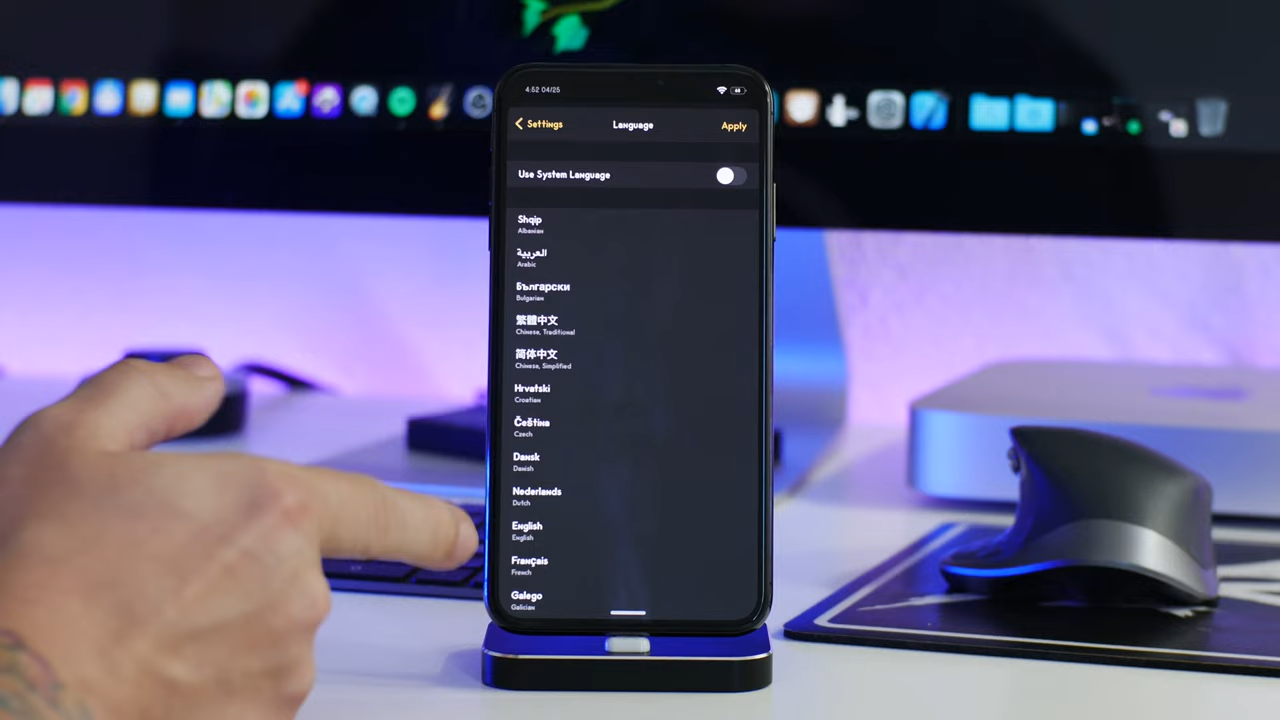 4:52 04/25
48
Settings
Language
Apply
Use System Language
Shqip
Albanian
العربية
Arabic
Български
Bulgarian
繁體中文
Chinese, Traditional
简体中文
Chinese, Simplified
Hrvatski
Croatian
Čeština
Czech
Dansk
Danish
Nederlands
Dutch
English
English
Français
French
Galego
Galician